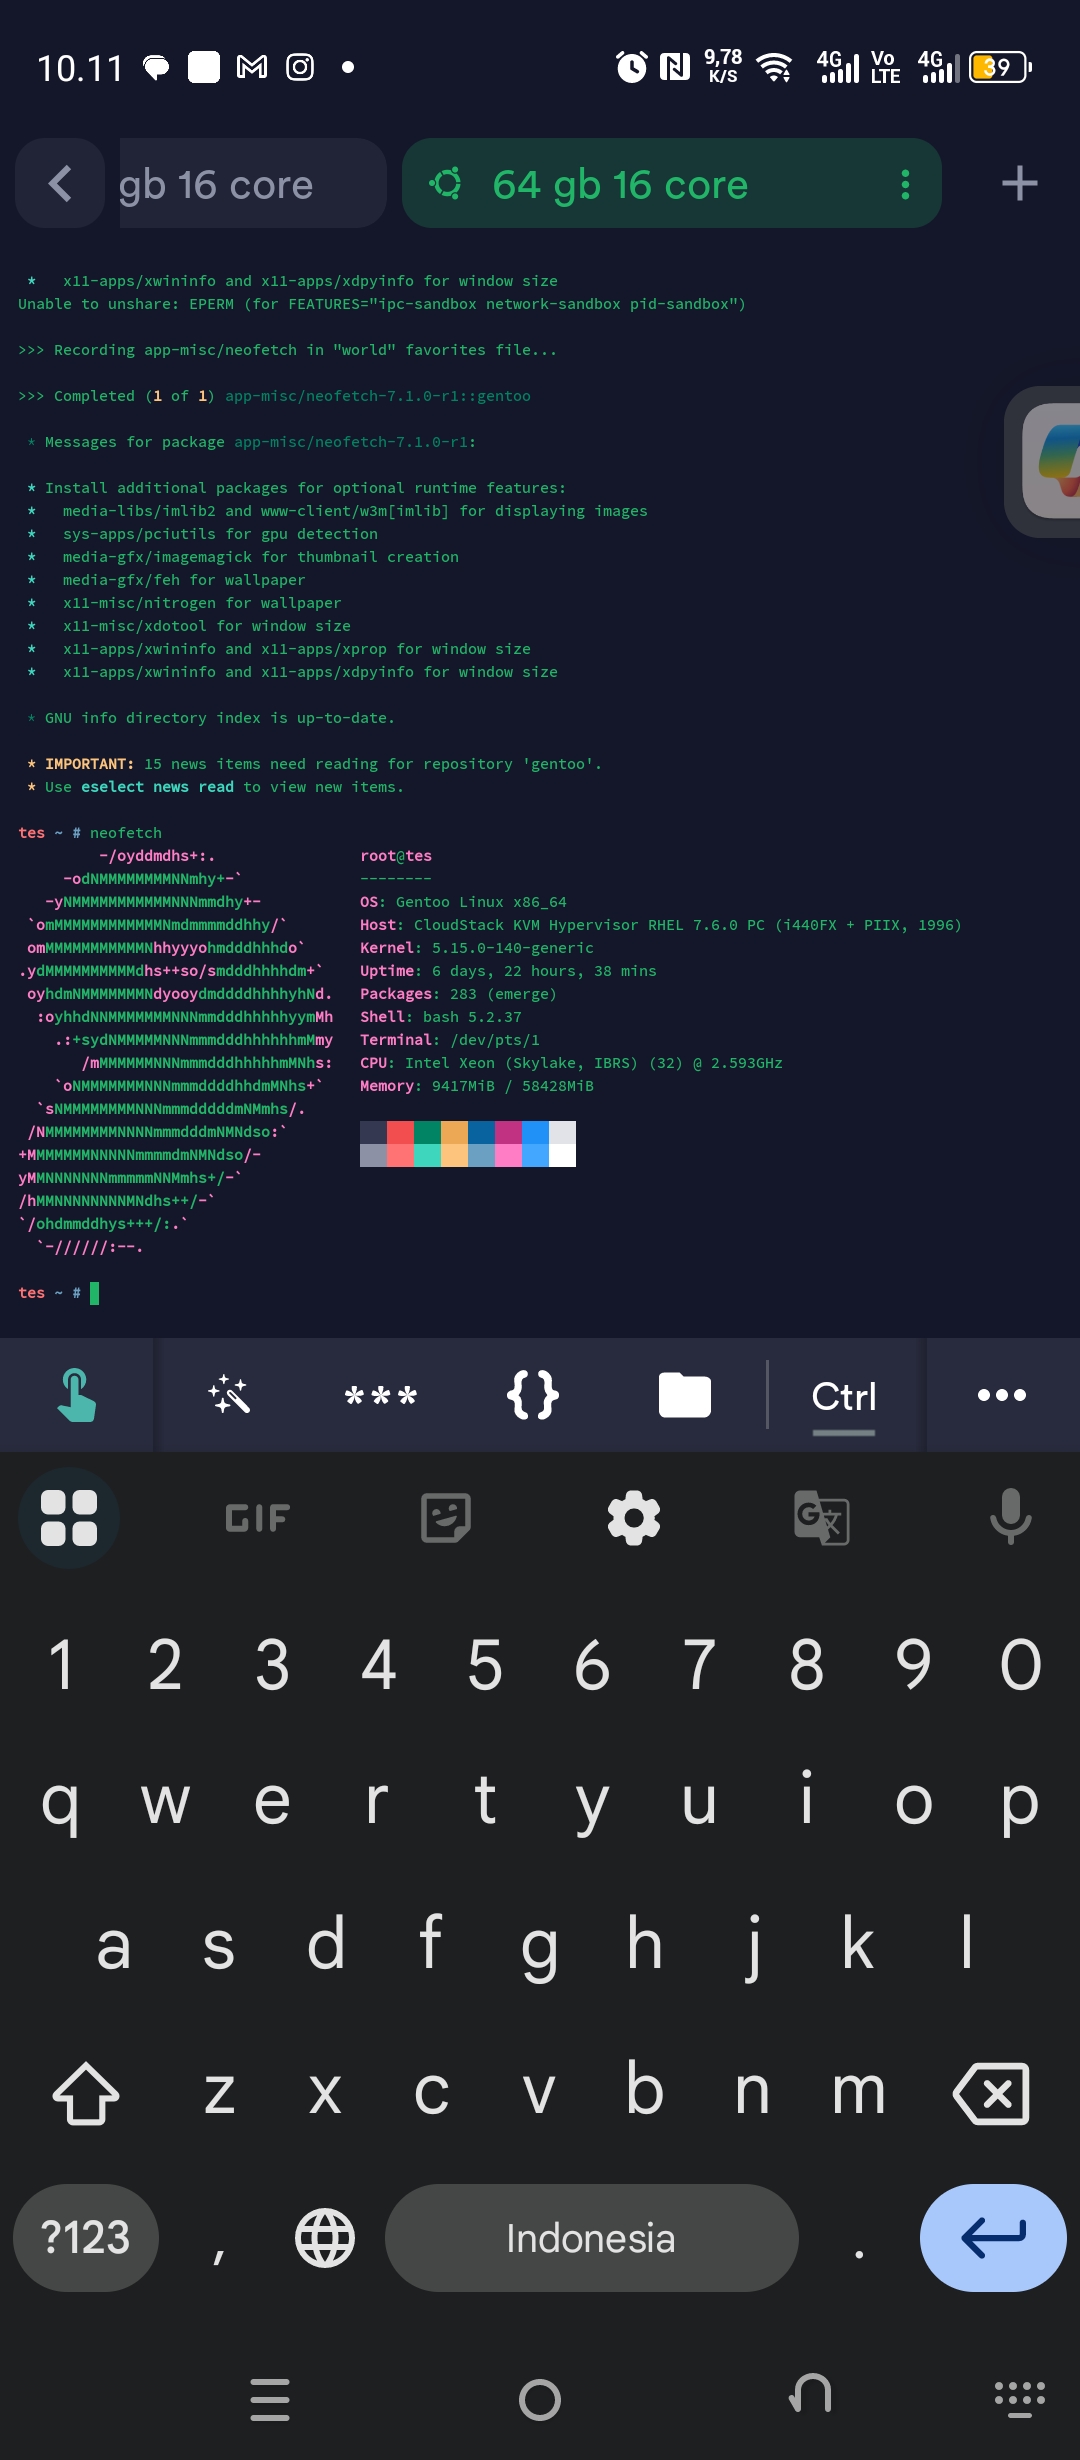 10.11
9,78 K/S
4G
Vo LTE
4G
39
gb 16 core
64 gb 16 core
*   x11-apps/xwininfo and x11-apps/xdpyinfo for window size
Unable to unshare: EPERM (for FEATURES="ipc-sandbox network-sandbox pid-sandbox")
>>> Recording app-misc/neofetch in "world" favorites file...
>>> Completed (1 of 1) app-misc/neofetch-7.1.0-r1::gentoo
* Messages for package app-misc/neofetch-7.1.0-r1:
* Install additional packages for optional runtime features:
*   media-libs/imlib2 and www-client/w3m[imlib] for displaying images
*   sys-apps/pciutils for gpu detection
*   media-gfx/imagemagick for thumbnail creation
*   media-gfx/feh for wallpaper
*   x11-misc/nitrogen for wallpaper
*   x11-misc/xdotool for window size
*   x11-apps/xwininfo and x11-apps/xprop for window size
*   x11-apps/xwininfo and x11-apps/xdpyinfo for window size
* GNU info directory index is up-to-date.
* IMPORTANT: 15 news items need reading for repository 'gentoo'.
* Use eselect news read to view new items.
tes ~ # neofetch
-/oyddmdhs+:.                root@tes
-odNMMMMMMMMNNmhy+-`             --------
-yNMMMMMMMMMMMNNNmmdhy+-           OS: Gentoo Linux x86_64
`omMMMMMMMMMMMMNmdmmmmddhhy/`        Host: CloudStack KVM Hypervisor RHEL 7.6.0 PC (i440FX + PIIX, 1996)
omMMMMMMMMMMMNhhyyyohmdddhhhdo`      Kernel: 5.15.0-140-generic
.ydMMMMMMMMMMdhs++so/smdddhhhhdm+`    Uptime: 6 days, 22 hours, 38 mins
oyhdmNMMMMMMMNdyooydmddddhhhhyhNd.   Packages: 283 (emerge)
:oyhhdNNMMMMMMMNNNmmdddhhhhhyymMh   Shell: bash 5.2.37
.:+sydNMMMMMNNNmmmdddhhhhhhmMmy   Terminal: /dev/pts/1
/mMMMMMMNNNmmmdddhhhhhmMNhs:   CPU: Intel Xeon (Skylake, IBRS) (32) @ 2.593GHz
`oNMMMMMMMNNNmmmddddhhdmMNhs+`    Memory: 9417MiB / 58428MiB
`sNMMMMMMMMNNNmmmdddddmNMmhs/.
/NMMMMMMMMNNNNmmmdddmNMNdso:`
+MMMMMMMNNNNNmmmmdmNMNdso/-
yMMNNNNNNNmmmmmNNMmhs+/-`
/hMMNNNNNNNNMNdhs++/-`
`/ohdmmddhys+++/:.`
`-//////:--.
tes ~ #
***
{}
Ctrl
GIF
G
文
1 2 3 4 5 6 7 8 9 0
q w e r t y u i o p
a s d f g h j k l
z x c v b n m
?123 , Indonesia .